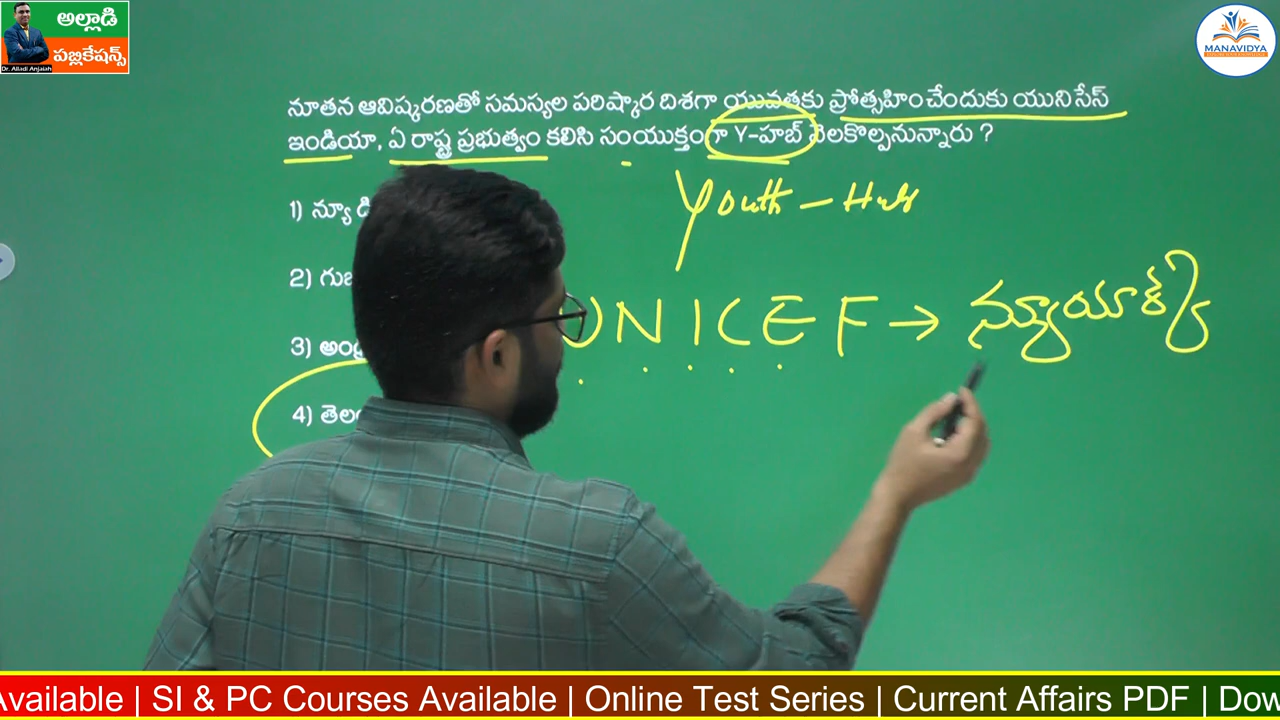 అల్లాడి
పబ్లికేషన్స్
Dr. Alladi Anjaiah
MANAVIDYA
నూతన ఆవిష్కరణతో సమస్యల పరిష్కార దిశగా యువతకు ప్రోత్సహించేందుకు యునిసేస్
ఇండియా, ఏ రాష్ట్ర ప్రభుత్వం కలిసి సంయుక్తంగా Y-హబ్ నెలకొల్పనున్నారు ?
Youth - Hub
1) న్యూ
2)
UNICEF → న్యూయార్క్
3)
4)
Available | SI & PC Courses Available | Online Test Series | Current Affairs PDF |